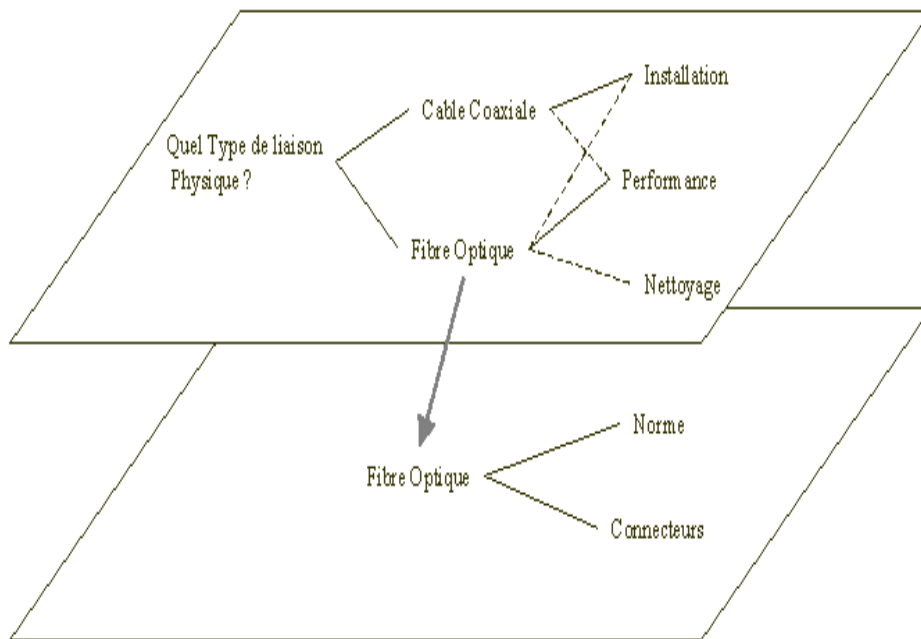 Installation
Cable Coaxiale
Quel Type de liaison
Physique ?
Performance
Fibre Optique
Nettoyage
Norme
Fibre Optique
Connecteurs